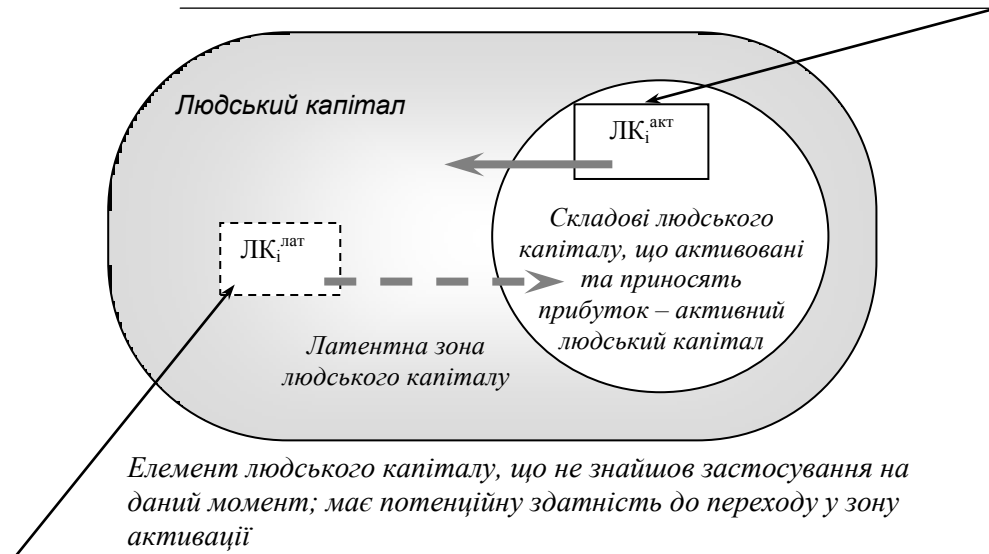 Людський капітал
ЛКіакт
Складові людського
капіталу, що активовані
та приносять
прибуток – активний
людський капітал
ЛКілат
Латентна зона
людського капіталу
Елемент людського капіталу, що не знайшов застосування на
даний момент; має потенційну здатність до переходу у зону
активації